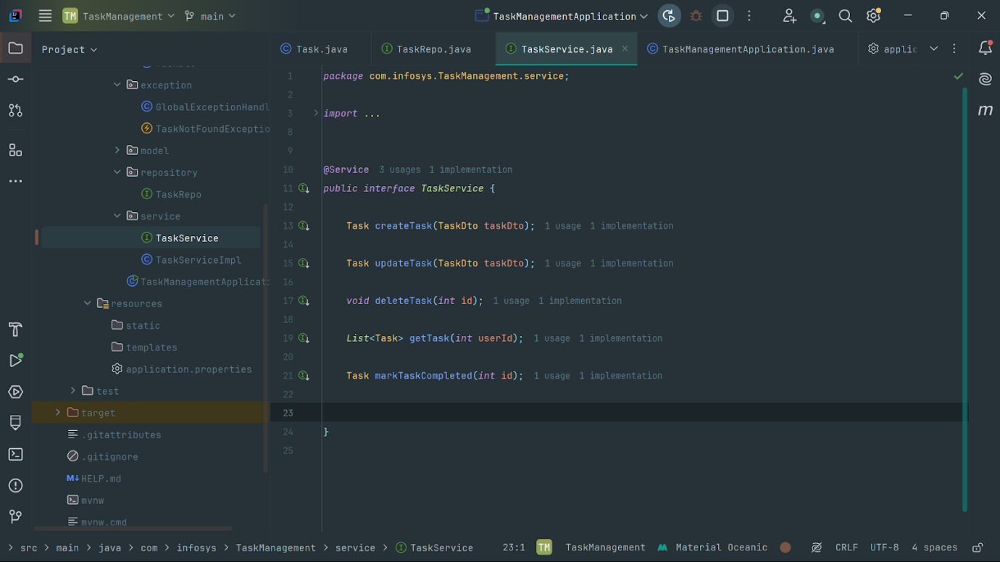 TM TaskManagement main TaskManagementApplication
Project
exception
GlobalExceptionHandl
TaskNotFoundExceptio
model
repository
TaskRepo
service
TaskService
TaskServiceImpl
TaskManagementApplicati
resources
static
templates
application.properties
test
target
.gitattributes
.gitignore
M↓ HELP.md
mvnw
mvnw.cmd
Task.java TaskRepo.java TaskService.java TaskManagementApplication.java applic
1 package com.infosys.TaskManagement.service;
2
3 import ...
8
9
10 @Service 3 usages 1 implementation
11 public interface TaskService {
12
13 Task createTask(TaskDto taskDto); 1 usage 1 implementation
14
15 Task updateTask(TaskDto taskDto); 1 usage 1 implementation
16
17 void deleteTask(int id); 1 usage 1 implementation
18
19 List<Task> getTask(int userId); 1 usage 1 implementation
20
21 Task markTaskCompleted(int id); 1 usage 1 implementation
22
23
24 }
25
m
> src > main > java > com > infosys > TaskManagement > service > TaskService 23:1 TM TaskManagement Material Oceanic CRLF UTF-8 4 spaces